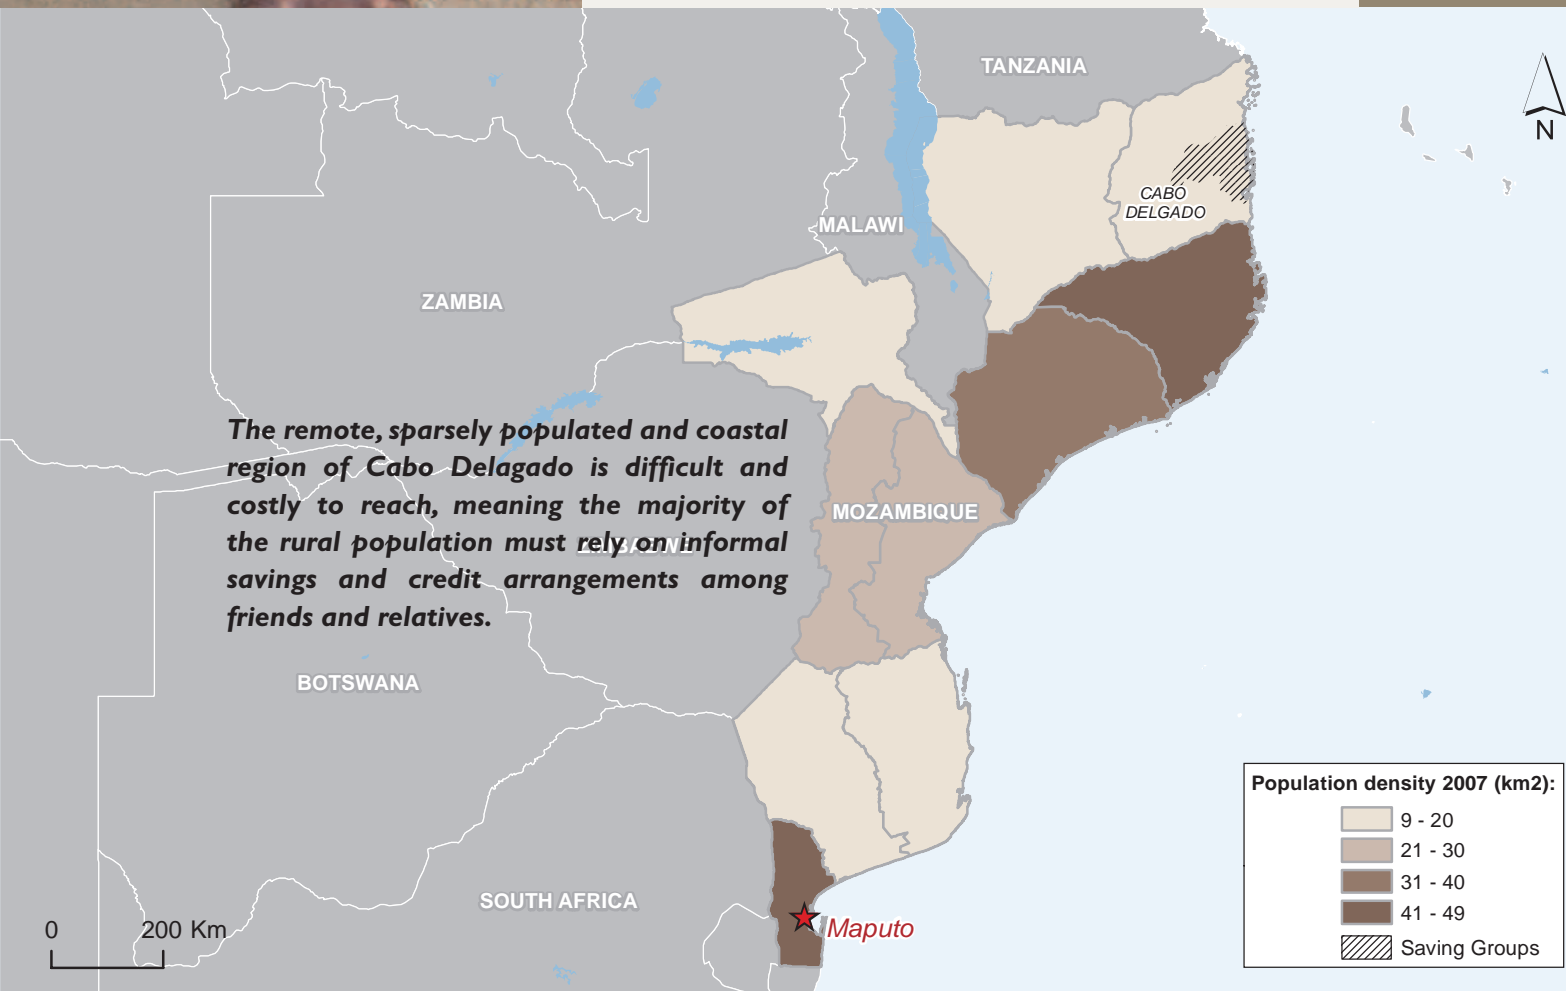 TANZANIA
N
CABO
DELGADO
MALAWI
ZAMBIA
The remote, sparsely populated and coastal
region of Cabo Delagado is difficult and
costly to reach, meaning the majority of
the rural population must rely on informal
savings and credit arrangements among
friends and relatives.
MOZAMBIQUE
ZIMBABWE
BOTSWANA
SOUTH AFRICA
Maputo
0 200 Km
Population density 2007 (km2):
9 - 20
21 - 30
31 - 40
41 - 49
Saving Groups